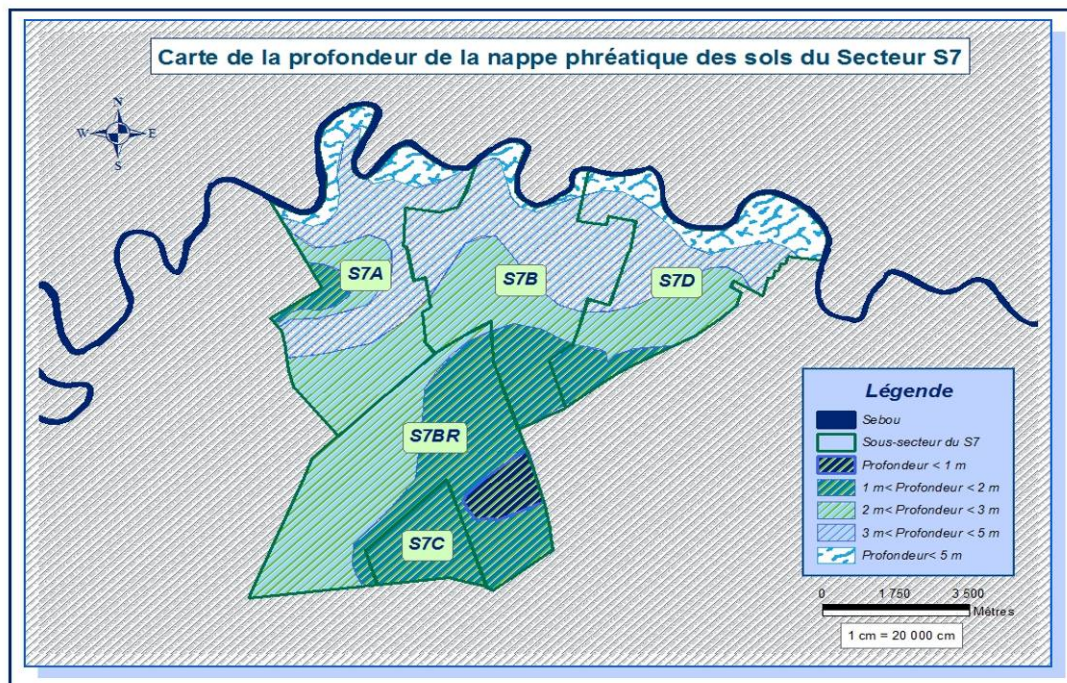 Carte de la profondeur de la nappe phréatique des sols du Secteur S7
N
W E
S
S7A
S7B
S7D
S7BR
S7C
Légende
Sebou
Sous-secteur du S7
Profondeur < 1 m
1 m< Profondeur < 2 m
2 m< Profondeur < 3 m
3 m< Profondeur < 5 m
Profondeur< 5 m
0 1 750 3 500
Mètres
1 cm = 20 000 cm